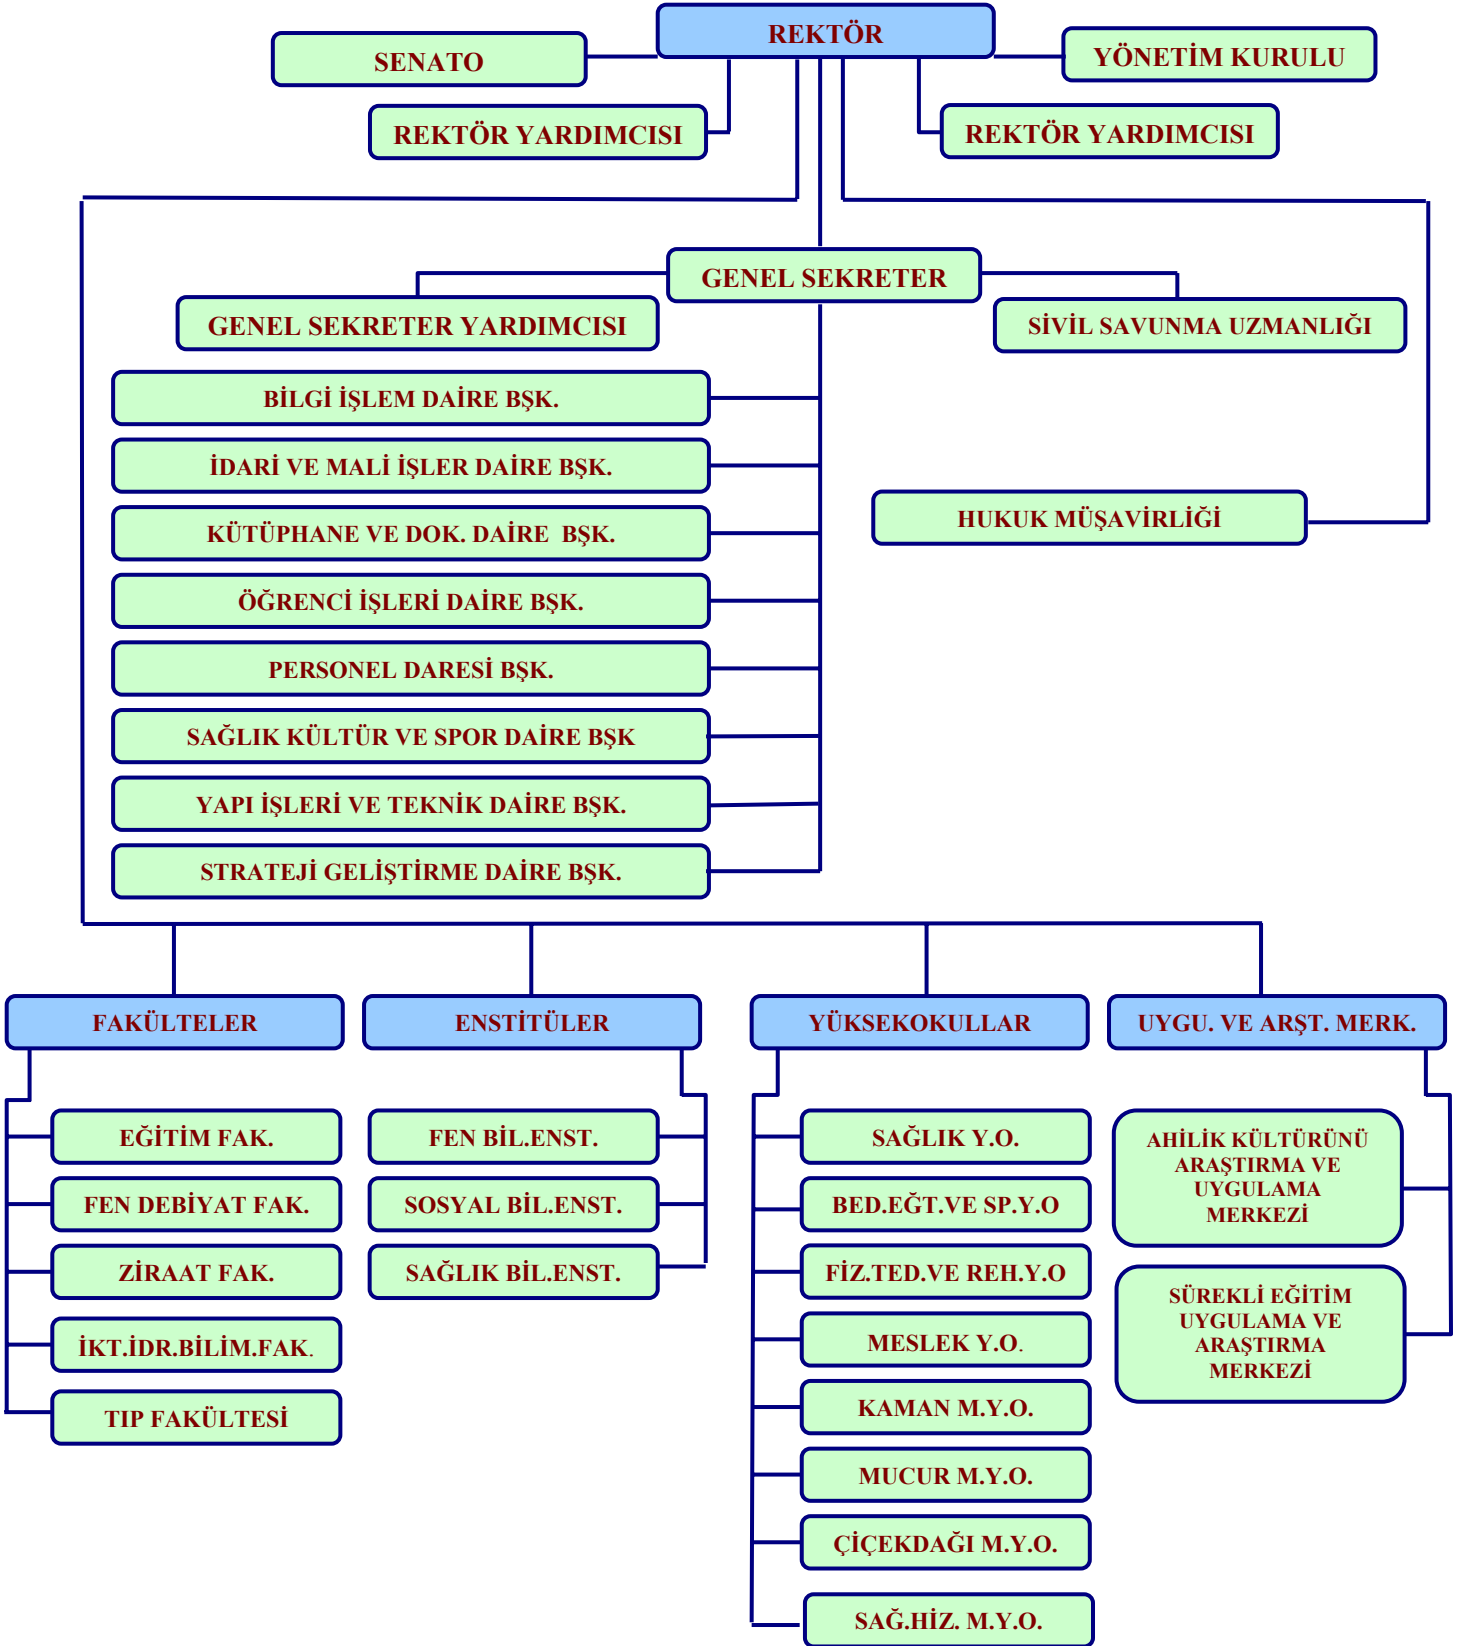 REKTÖR
SENATO
YÖNETİM KURULU
REKTÖR YARDIMCISI
REKTÖR YARDIMCISI
GENEL SEKRETER
GENEL SEKRETER YARDIMCISI
SİVİL SAVUNMA UZMANLIĞI
BİLGİ İŞLEM DAİRE BŞK.
İDARİ VE MALİ İŞLER DAİRE BŞK.
KÜTÜPHANE VE DOK. DAİRE BŞK.
HUKUK MÜŞAVİRLİĞİ
ÖĞRENCİ İŞLERİ DAİRE BŞK.
PERSONEL DARESİ BŞK.
SAĞLIK KÜLTÜR VE SPOR DAİRE BŞK
YAPI İŞLERİ VE TEKNİK DAİRE BŞK.
STRATEJİ GELİŞTİRME DAİRE BŞK.
FAKÜLTELER
EĞİTİM FAK.
FEN DEBİYAT FAK.
ZİRAAT FAK.
İKT.İDR.BİLİM.FAK.
TIP FAKÜLTESİ
ENSTİTÜLER
FEN BİL.ENST.
SOSYAL BİL.ENST.
SAĞLIK BİL.ENST.
YÜKSEKOKULLAR
SAĞLIK Y.O.
BED.EĞT.VE SP.Y.O
FİZ.TED.VE REH.Y.O
MESLEK Y.O.
KAMAN M.Y.O.
MUCUR M.Y.O.
ÇİÇEKDAĞI M.Y.O.
SAĞ.HİZ. M.Y.O.
UYGU. VE ARŞT. MERK.
AHİLİK KÜLTÜRÜNÜ
ARAŞTIRMA VE
UYGULAMA
MERKEZİ
SÜREKLİ EĞİTİM
UYGULAMA VE
ARAŞTIRMA
MERKEZİ